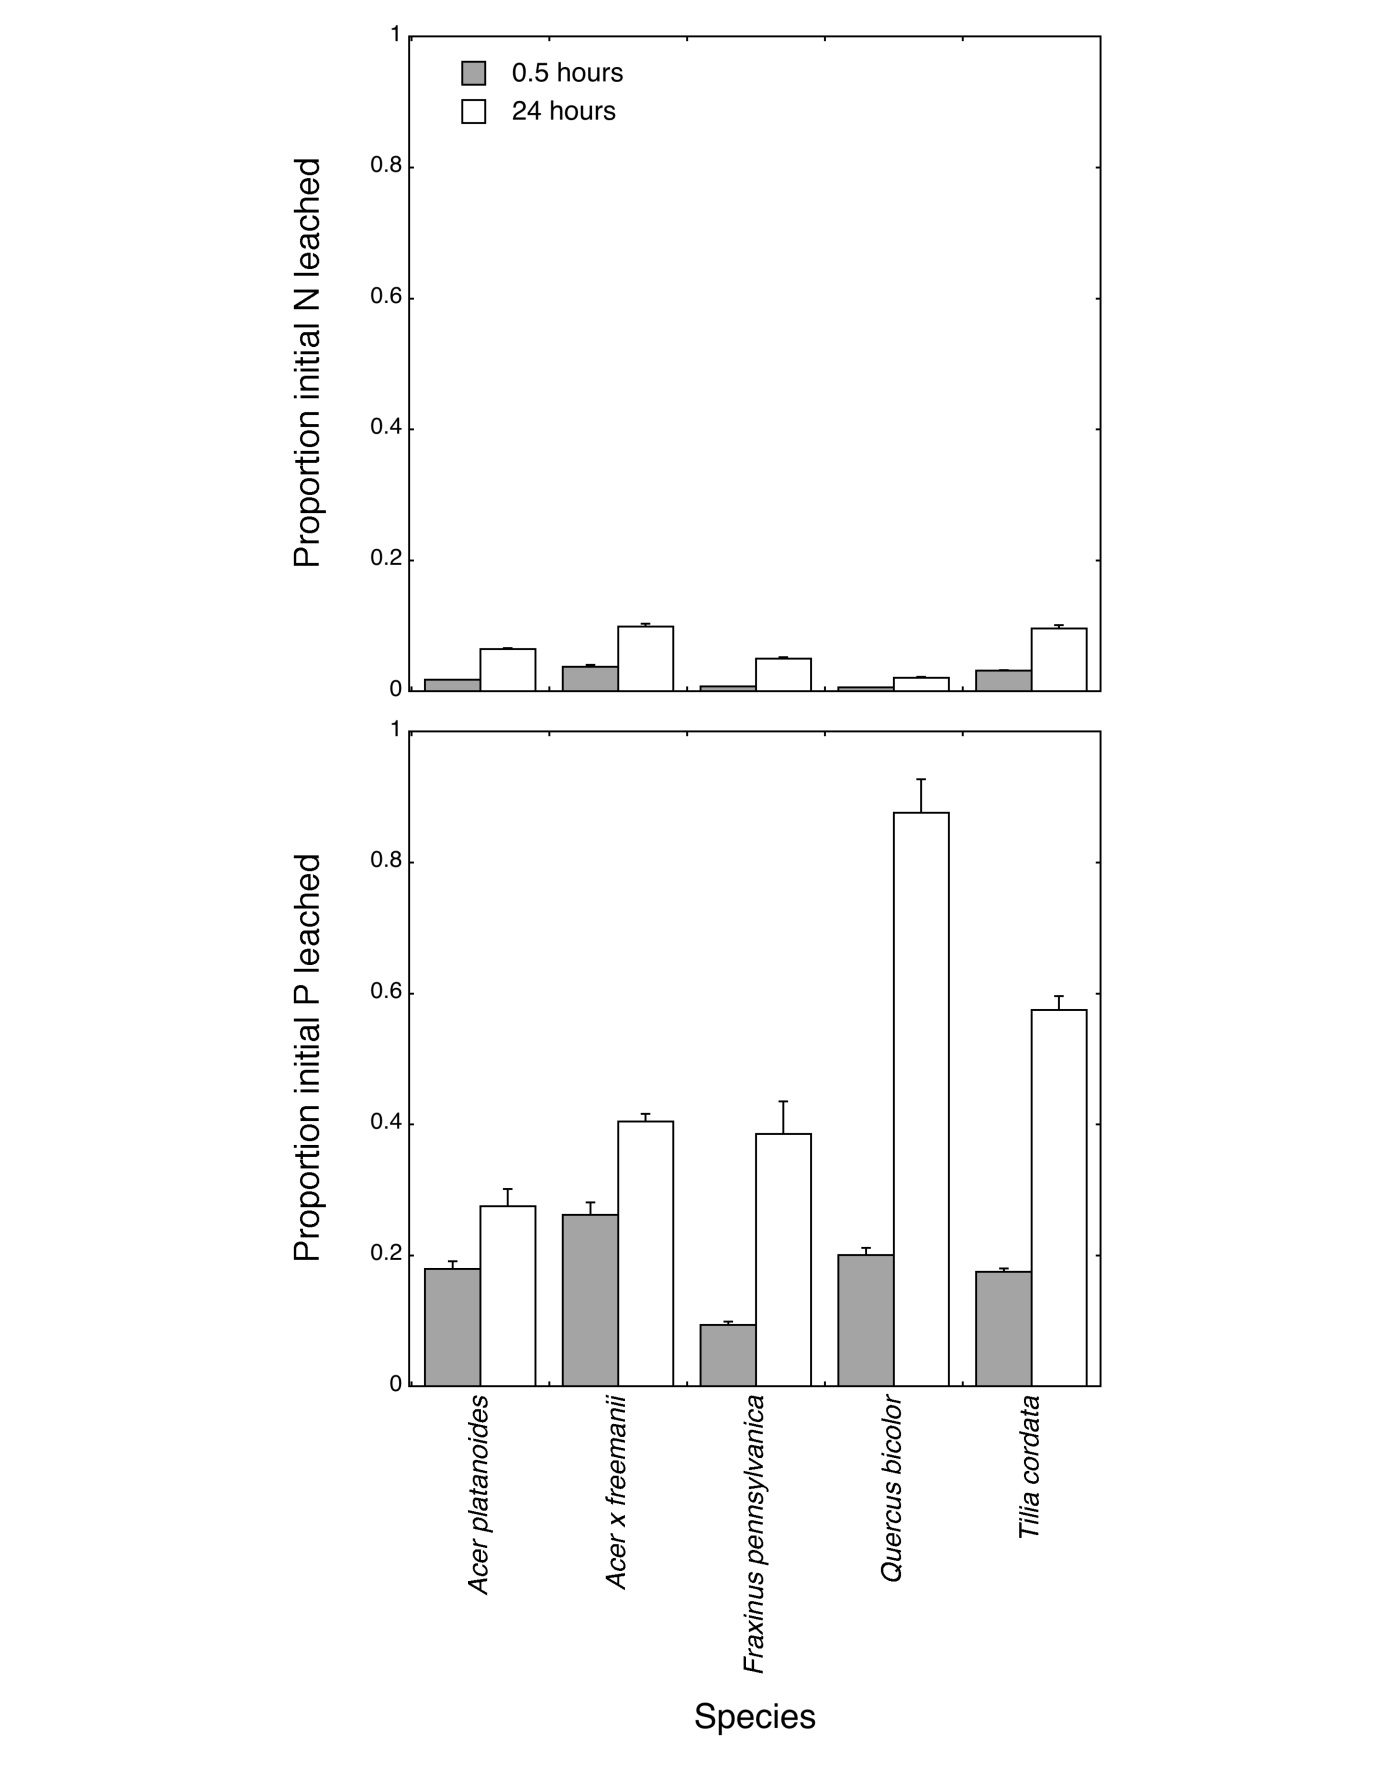 Proportion initial N leached
1
0.8
0.6
0.4
0.2
0
0.5 hours
24 hours
Proportion initial P leached
1
0.8
0.6
0.4
0.2
0
Acer platanoides
Acer x freemanii
Fraxinus pennsylvanica
Quercus bicolor
Tilia cordata
Species